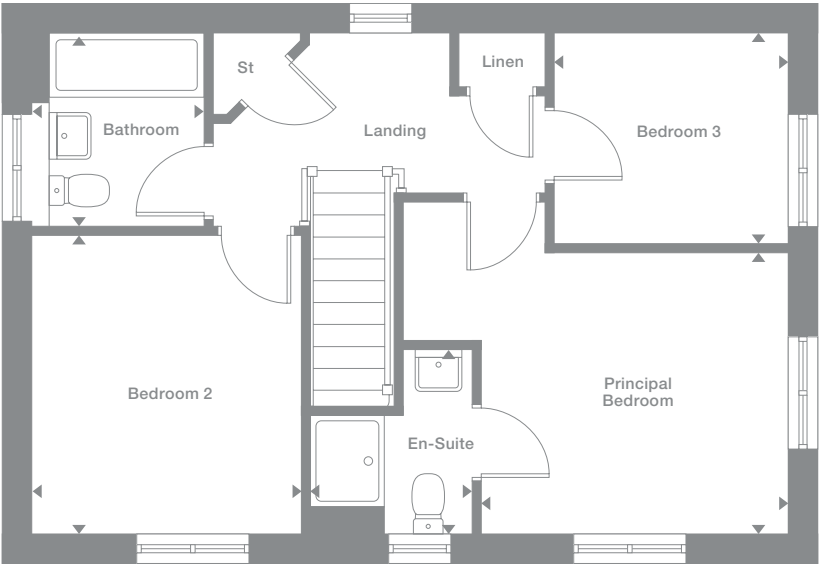 St
Linen
Bathroom
Landing
Bedroom 3
Bedroom 2
Principal
Bedroom
En-Suite